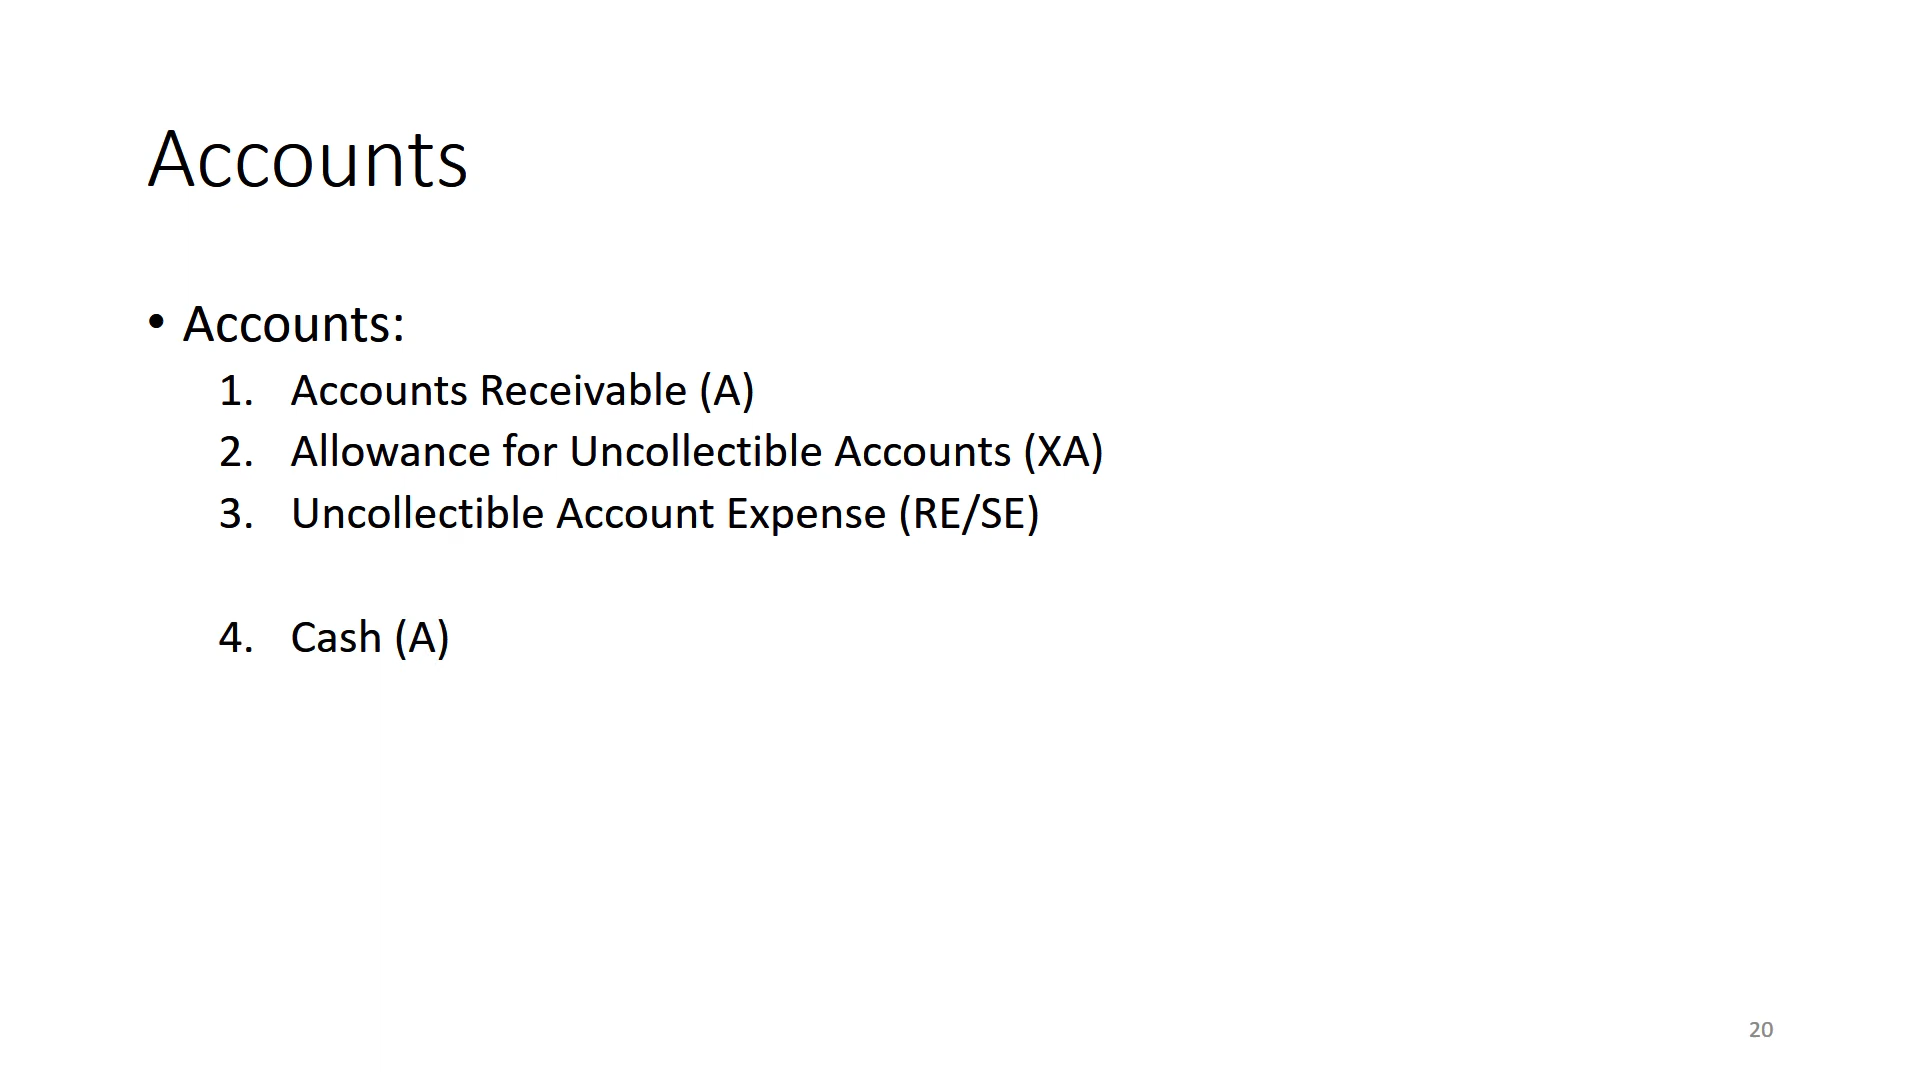 Accounts
• Accounts:
1. Accounts Receivable (A)
2. Allowance for Uncollectible Accounts (XA)
3. Uncollectible Account Expense (RE/SE)
4. Cash (A)
20